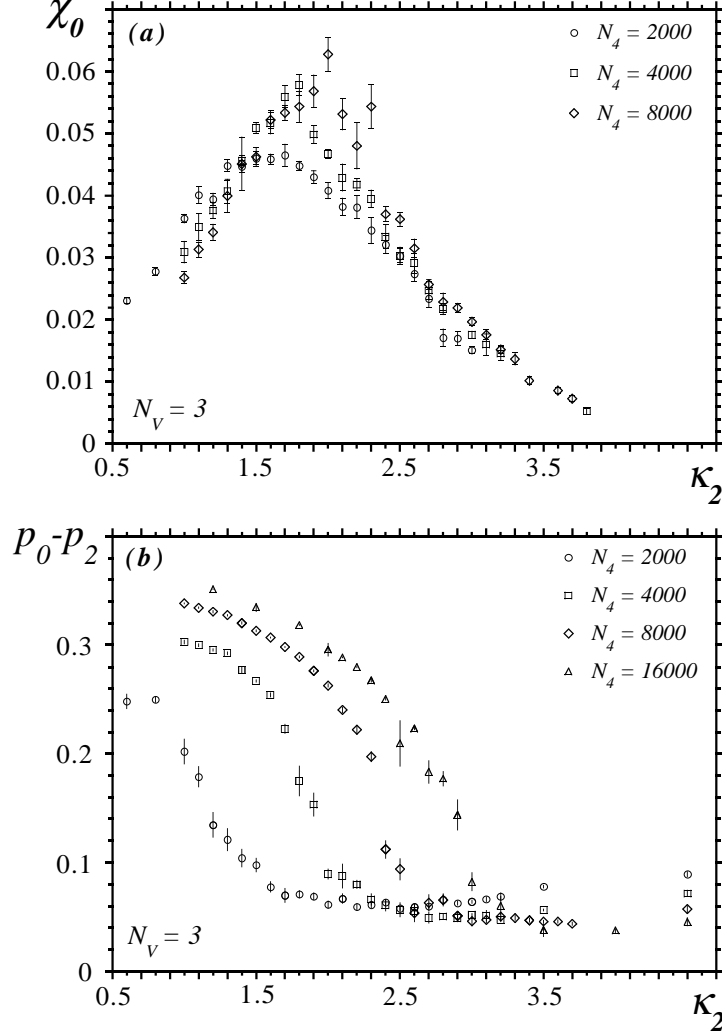 χ0
(a)
N4 = 2000
N4 = 4000
N4 = 8000
0.06
0.05
0.04
0.03
0.02
0.01
0
NV = 3
0.5
1.5
2.5
3.5
κ2
p0-p2
(b)
N4 = 2000
N4 = 4000
N4 = 8000
N4 = 16000
0.3
0.2
0.1
0
NV = 3
0.5
1.5
2.5
3.5
κ2